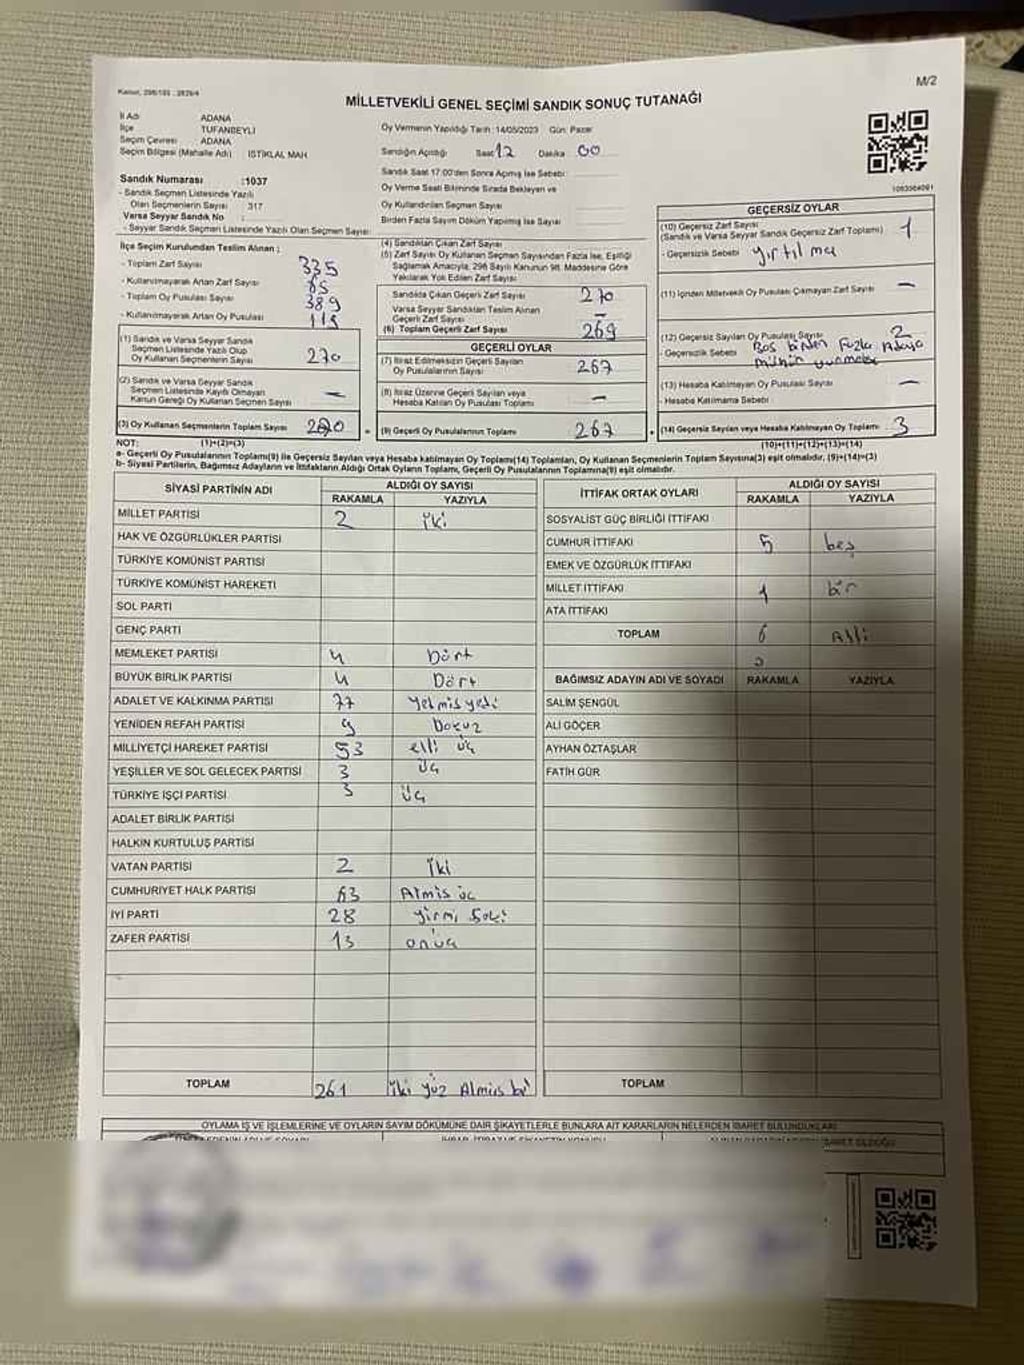 M/2
MİLLETVEKİLİ GENEL SEÇİMİ SANDIK SONUÇ TUTANAĞI
İl Adı ADANA
İlçe TUFANBEYLİ
Seçim Çevresi : ADANA
Seçim Bölgesi (Mahalle Adı) : İSTİKLAL MAH
Oy Vermenin Yapıldığı Tarih : 14/05/2023 Gün: Pazar
Sandığın Açıldığı Saat 12 Dakika 00
Sandık Saat 17:00'den Sonra Açılmış İse Sebebi
Oy Verme Saati Bitiminde Sırada Bekleyen ve
Oy Kullandırılan Seçmen Sayısı
Birden Fazla Sayım Döküm Yapılmış İse Sayısı
Sandık Numarası :1037
- Sandık Seçmen Listesinde Yazılı
Olan Seçmenlerin Sayısı 317
Varsa Seyyar Sandık No :
- Seyyar Sandık Seçmen Listesinde Yazılı Olan Seçmen Sayısı
İlçe Seçim Kurulundan Teslim Alınan ;
- Toplam Zarf Sayısı 335
- Kullanılmayarak Artan Zarf Sayısı 65
- Toplam Oy Pusulası Sayısı 389
- Kullanılmayarak Artan Oy Pusulası 119
(1) Sandık ve Varsa Seyyar Sandık
Seçmen Listesinde Yazılı Olup
Oy Kullanan Seçmenlerin Sayısı 270
(2) Sandık ve Varsa Seyyar Sandık
Seçmen Listesinde Kayıtlı Olmayan
Kanun Gereği Oy Kullanan Seçmen Sayısı —
(3) Oy Kullanan Seçmenlerin Toplam Sayısı 270
(4) Sandıktan Çıkan Zarf Sayısı
(5) Zarf Sayısı Oy Kullanan Seçmen Sayısından Fazla İse, Eşitliği
Sağlamak Amacıyla, 298 Sayılı Kanunun 98. Maddesine Göre
Yakılarak Yok Edilen Zarf Sayısı
Sandıkta Çıkan Geçerli Zarf Sayısı 270
Varsa Seyyar Sandıktan Teslim Alınan
Geçerli Zarf Sayısı —
(6) Toplam Geçerli Zarf Sayısı 269
GEÇERLİ OYLAR
(7) İtiraz Edilmeksizin Geçerli Sayılan
Oy Pusulalarının Sayısı 267
(8) İtiraz Üzerine Geçerli Sayılan veya
Hesaba Katılan Oy Pusulası Toplamı —
(9) Geçerli Oy Pusulalarının Toplamı 267
GEÇERSİZ OYLAR
(10) Geçersiz Zarf Sayısı
(Sandık ve Varsa Seyyar Sandık Geçersiz Zarf Toplamı) 1
- Geçersizlik Sebebi yırtılma
(11) İçinden Milletvekili Oy Pusulası Çıkmayan Zarf Sayısı —
(12) Geçersiz Sayılan Oy Pusulası Sayısı 2
- Geçersizlik Sebebi Boş birden Fazla Adaya
(13) Hesaba Katılmayan Oy Pusulası Sayısı —
- Hesaba Katılmama Sebebi
(14) Geçersiz Sayılan veya Hesaba Katılmayan Oy Toplamı 3
NOT: (1)+(2)=(3) (10)+(11)+(12)+(13)=(14)
a- Geçerli Oy Pusulalarının Toplamı(9) ile Geçersiz Sayılan veya Hesaba Katılmayan Oy Toplamı(14) Toplamları, Oy Kullanan Seçmenlerin Toplam Sayısına(3) eşit olmalıdır, (9)+(14)=(3)
b- Siyasi Partilerin, Bağımsız Adayların ve İttifakların Aldığı Ortak Oyların Toplamı, Geçerli Oy Pusulalarının Toplamına(9) eşit olmalıdır.
SİYASİ PARTİNİN ADI ALDIĞI OY SAYISI
RAKAMLA YAZIYLA
MİLLET PARTİSİ 2 iki
HAK VE ÖZGÜRLÜKLER PARTİSİ
TÜRKİYE KOMÜNİST PARTİSİ
TÜRKİYE KOMÜNİST HAREKETİ
SOL PARTİ
GENÇ PARTİ
MEMLEKET PARTİSİ 4 Dört
BÜYÜK BİRLİK PARTİSİ 4 Dört
ADALET VE KALKINMA PARTİSİ 77 yetmiş yedi
YENİDEN REFAH PARTİSİ 9 Dokuz
MİLLİYETÇİ HAREKET PARTİSİ 53 elli üç
YEŞİLLER VE SOL GELECEK PARTİSİ 3 üç
TÜRKİYE İŞÇİ PARTİSİ 3 üç
ADALET BİRLİK PARTİSİ
HALKIN KURTULUŞ PARTİSİ
VATAN PARTİSİ 2 iki
CUMHURİYET HALK PARTİSİ 63 Altmış üç
İYİ PARTİ 28 yirmi sekiz
ZAFER PARTİSİ 13 onüç
TOPLAM 261 iki yüz Altmış bir
İTTİFAK ORTAK OYLARI ALDIĞI OY SAYISI
RAKAMLA YAZIYLA
SOSYALİST GÜÇ BİRLİĞİ İTTİFAKI
CUMHUR İTTİFAKI 5 beş
EMEK VE ÖZGÜRLÜK İTTİFAKI
MİLLET İTTİFAKI 1 bir
ATA İTTİFAKI
TOPLAM 6 Altı
BAĞIMSIZ ADAYIN ADI VE SOYADI RAKAMLA YAZIYLA
SALİM ŞENGÜL
ALİ GÖÇER
AYHAN ÖZTAŞLAR
FATİH GÜR
TOPLAM
OYLAMA İŞ VE İŞLEMLERİNE VE OYLARIN SAYIM DÖKÜMÜNE DAİR ŞİKAYETLERLE BUNLARA AİT KARARLARIN NELERDEN İBARET BULUNDUKLARI